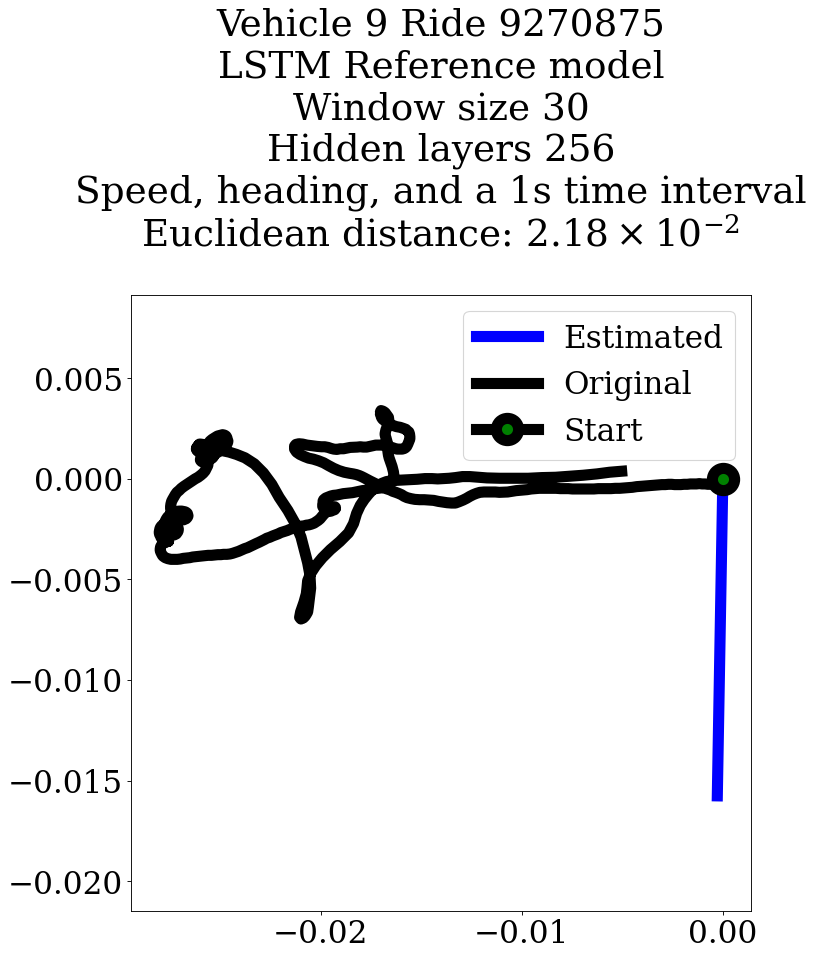 Vehicle 9 Ride 9270875
LSTM Reference model
Window size 30
Hidden layers 256
Speed, heading, and a 1s time interval
Euclidean distance: 2.18 × 10⁻²
Estimated
Original
Start
0.005
0.000
−0.005
−0.010
−0.015
−0.020
−0.02 −0.01 0.00